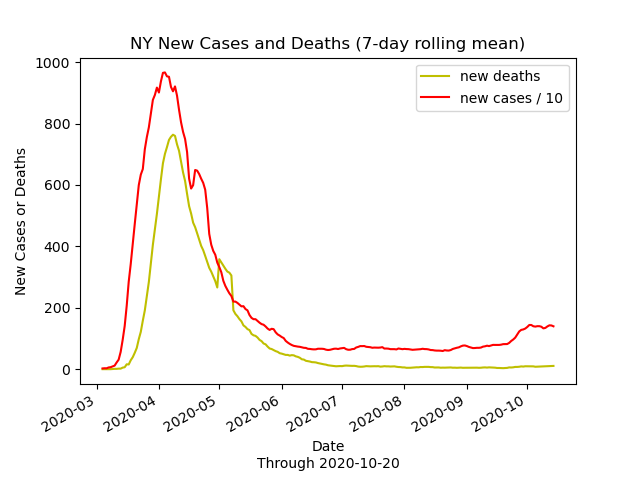 NY New Cases and Deaths (7-day rolling mean)
new deaths
new cases / 10
New Cases or Deaths
1000
800
600
400
200
0
2020-03
2020-04
2020-05
2020-06
2020-07
2020-08
2020-09
2020-10
Date
Through 2020-10-20